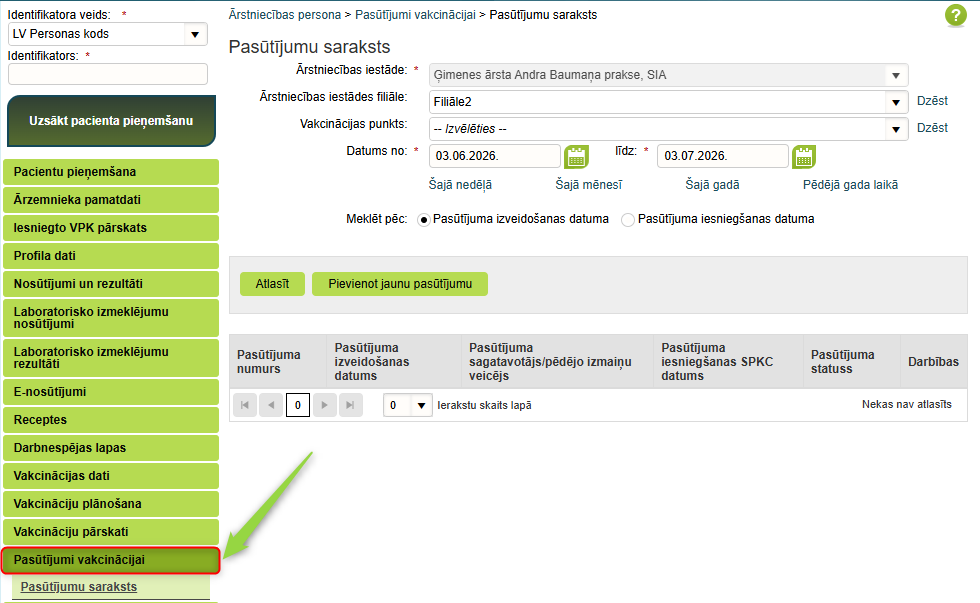 Identifikatora veids: *
LV Personas kods
Identifikators: *
Uzsākt pacienta pieņemšanu
Pacientu pieņemšana
Ārzemnieka pamatdati
Iesniegto VPK pārskats
Profila dati
Nosūtījumi un rezultāti
Laboratorisko izmeklējumu
nosūtījumi
Laboratorisko izmeklējumu
rezultāti
E-nosūtījumi
Receptes
Darbnespējas lapas
Vakcinācijas dati
Vakcināciju plānošana
Vakcināciju pārskati
Pasūtījumi vakcinācijai
Pasūtījumu saraksts
Ārstniecības persona > Pasūtījumi vakcinācijai > Pasūtījumu saraksts
?
Pasūtījumu saraksts
Ārstniecības iestāde: * Ģimenes ārsta Andra Baumaņa prakse, SIA
Ārstniecības iestādes filiāle: Filiāle2 Dzēst
Vakcinācijas punkts: -- Izvēlēties -- Dzēst
Datums no: * 03.06.2026. līdz: * 03.07.2026.
Šajā nedēļā Šajā mēnesī Šajā gadā Pēdējā gada laikā
Meklēt pēc: Pasūtījuma izveidošanas datuma Pasūtījuma iesniegšanas datuma
Atlasīt Pievienot jaunu pasūtījumu
Pasūtījuma
numurs
Pasūtījuma
izveidošanas
datums
Pasūtījuma
sagatavotājs/pēdējo izmaiņu
veicējs
Pasūtījuma
iesniegšanas SPKC
datums
Pasūtījuma
statuss
Darbības
0 0 Ierakstu skaits lapā Nekas nav atlasīts